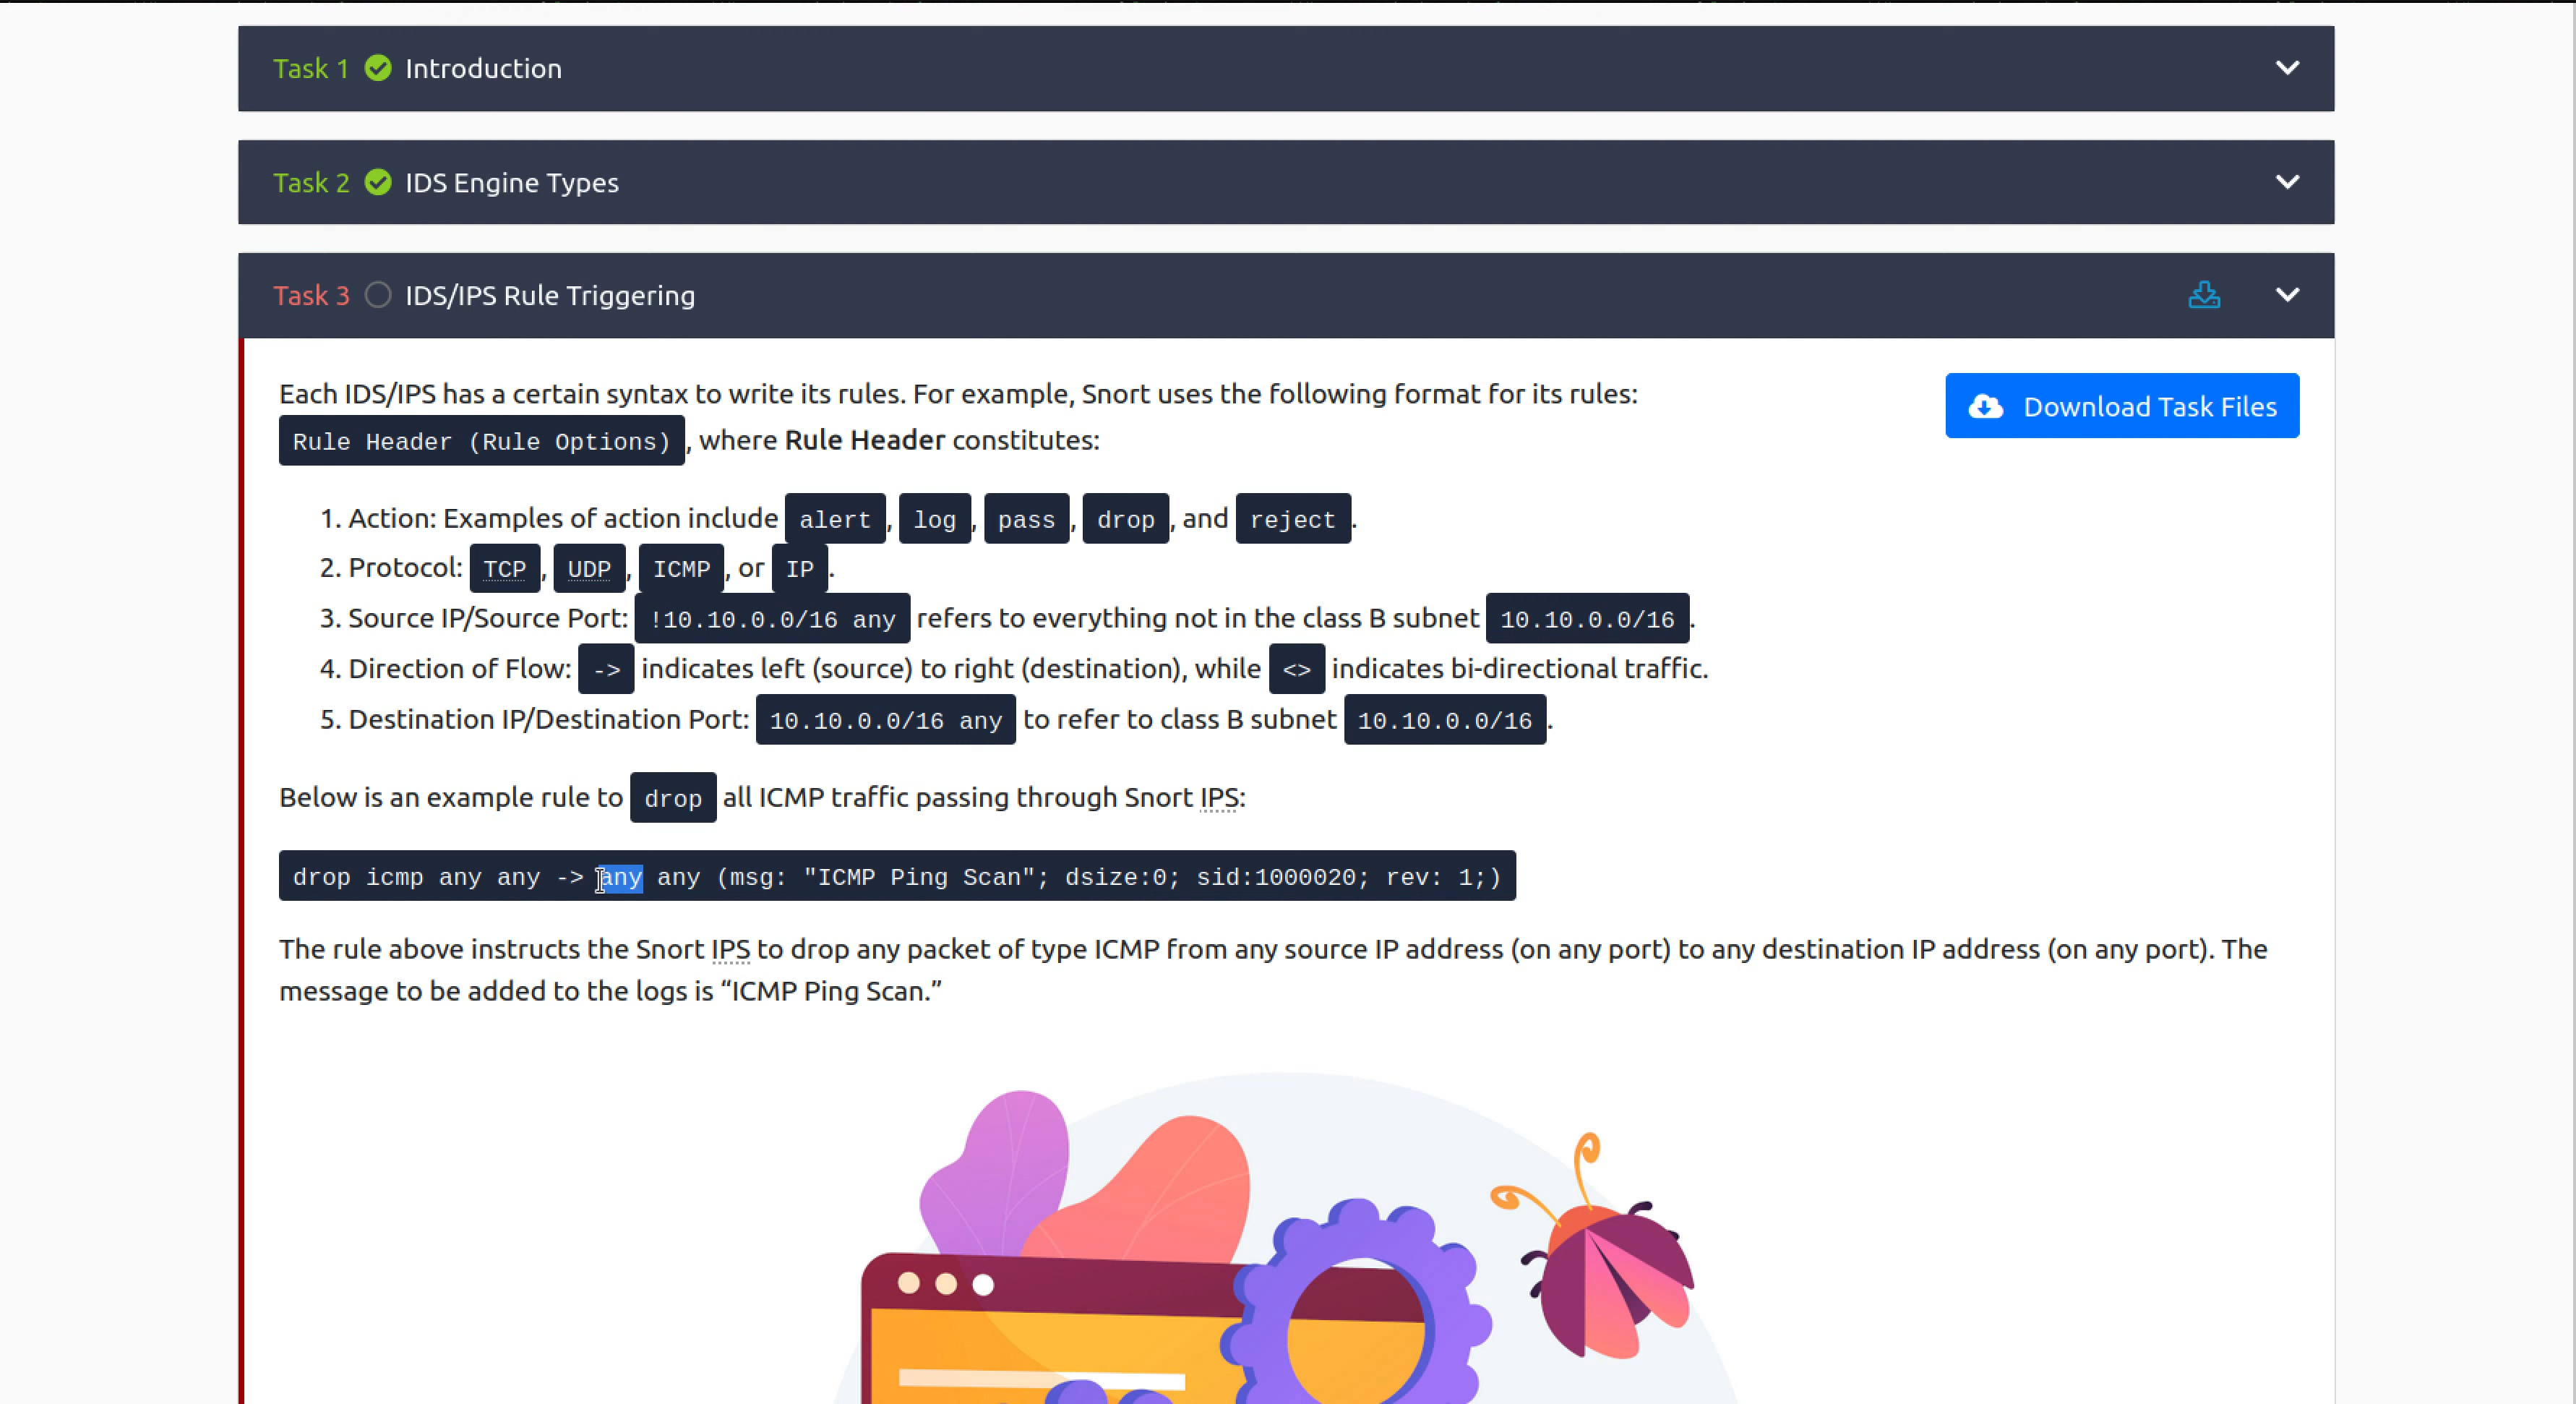 Task 1 Introduction
Task 2 IDS Engine Types
Task 3 IDS/IPS Rule Triggering
Each IDS/IPS has a certain syntax to write its rules. For example, Snort uses the following format for its rules:
Download Task Files
Rule Header (Rule Options) , where Rule Header constitutes:
1. Action: Examples of action include alert , log , pass , drop , and reject .
2. Protocol: TCP , UDP , ICMP , or IP .
3. Source IP/Source Port: !10.10.0.0/16 any refers to everything not in the class B subnet 10.10.0.0/16 .
4. Direction of Flow: -> indicates left (source) to right (destination), while <> indicates bi-directional traffic.
5. Destination IP/Destination Port: 10.10.0.0/16 any to refer to class B subnet 10.10.0.0/16 .
Below is an example rule to drop all ICMP traffic passing through Snort IPS:
drop icmp any any -> any any (msg: "ICMP Ping Scan"; dsize:0; sid:1000020; rev: 1;)
The rule above instructs the Snort IPS to drop any packet of type ICMP from any source IP address (on any port) to any destination IP address (on any port). The
message to be added to the logs is “ICMP Ping Scan.”